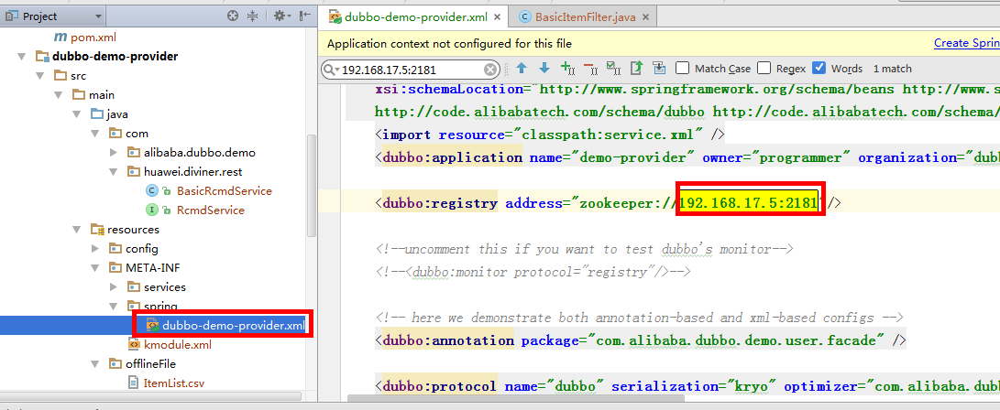 Project
pom.xml
dubbo-demo-provider
src
main
java
com
alibaba.dubbo.demo
huawei.diviner.rest
BasicRcmdService
RcmdService
resources
config
META-INF
services
spring
dubbo-demo-provider.xml
kmodule.xml
offlineFile
ItemList.csv
dubbo-demo-provider.xml
BasicItemFilter.java
Application context not configured for this file
Create Sprin
192.168.17.5:2181
Match Case
Regex
Words
1 match
xsi:schemaLocation="http://www.springframework.org/schema/beans http://www.s
http://code.alibabatech.com/schema/dubbo http://code.alibabatech.com/schema/
<import resource="classpath:service.xml" />
<dubbo:application name="demo-provider" owner="programmer" organization="dub
<dubbo:registry address="zookeeper://192.168.17.5:2181"/>
<!--uncomment this if you want to test dubbo's monitor-->
<!--<dubbo:monitor protocol="registry"/>-->
<!-- here we demonstrate both annotation-based and xml-based configs -->
<dubbo:annotation package="com.alibaba.dubbo.demo.user.facade" />
<dubbo:protocol name="dubbo" serialization="kryo" optimizer="com.alibaba.dub